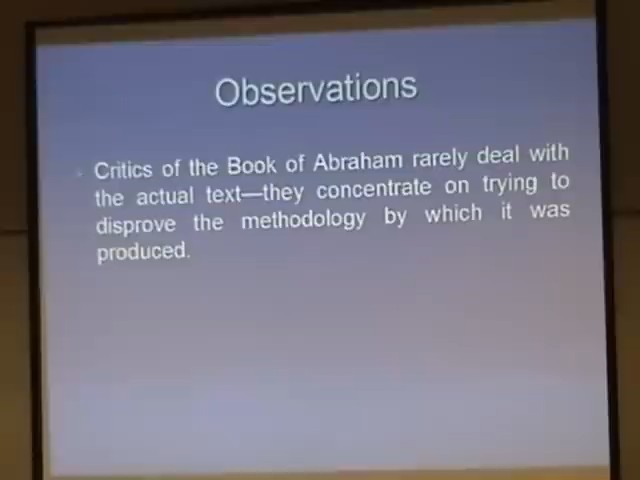 Observations
Critics of the Book of Abraham rarely deal with
the actual text—they concentrate on trying to
disprove the methodology by which it was
produced.